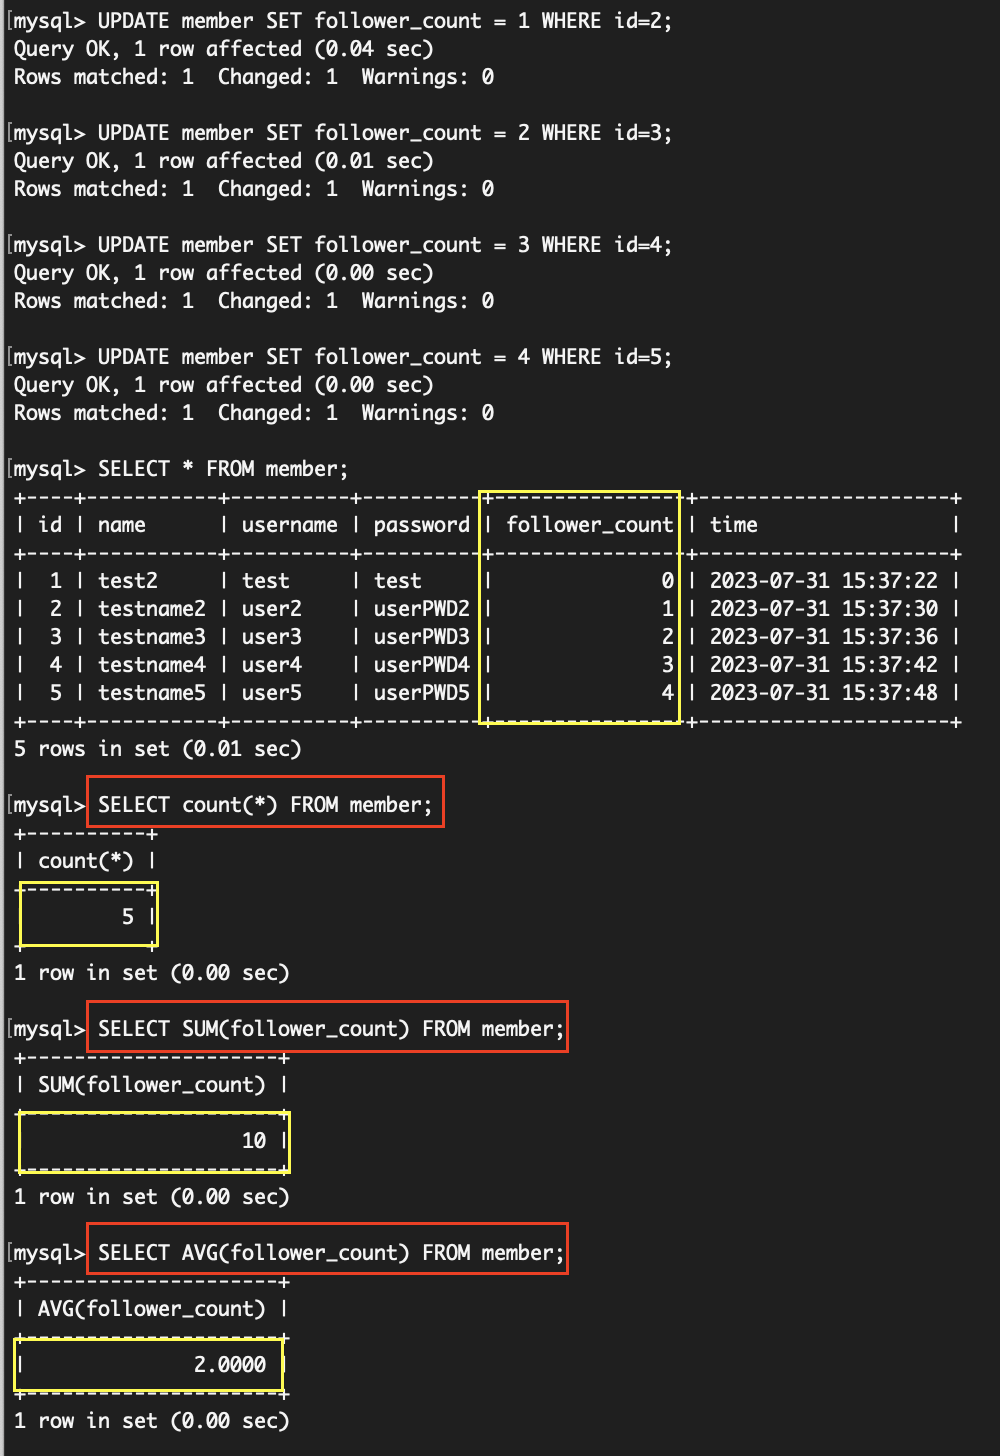 [mysql> UPDATE member SET follower_count = 1 WHERE id=2;
Query OK, 1 row affected (0.04 sec)
Rows matched: 1  Changed: 1  Warnings: 0

[mysql> UPDATE member SET follower_count = 2 WHERE id=3;
Query OK, 1 row affected (0.01 sec)
Rows matched: 1  Changed: 1  Warnings: 0

[mysql> UPDATE member SET follower_count = 3 WHERE id=4;
Query OK, 1 row affected (0.00 sec)
Rows matched: 1  Changed: 1  Warnings: 0

[mysql> UPDATE member SET follower_count = 4 WHERE id=5;
Query OK, 1 row affected (0.00 sec)
Rows matched: 1  Changed: 1  Warnings: 0

[mysql> SELECT * FROM member;
+----+-----------+----------+----------+----------------+---------------------+
| id | name      | username | password | follower_count | time                |
+----+-----------+----------+----------+----------------+---------------------+
|  1 | test2     | test     | test     |              0 | 2023-07-31 15:37:22 |
|  2 | testname2 | user2    | userPWD2 |              1 | 2023-07-31 15:37:30 |
|  3 | testname3 | user3    | userPWD3 |              2 | 2023-07-31 15:37:36 |
|  4 | testname4 | user4    | userPWD4 |              3 | 2023-07-31 15:37:42 |
|  5 | testname5 | user5    | userPWD5 |              4 | 2023-07-31 15:37:48 |
+----+-----------+----------+----------+----------------+---------------------+
5 rows in set (0.01 sec)

[mysql> SELECT count(*) FROM member;
+----------+
| count(*) |
+----------+
|        5 |
+----------+
1 row in set (0.00 sec)

[mysql> SELECT SUM(follower_count) FROM member;
+---------------------+
| SUM(follower_count) |
+---------------------+
|                  10 |
+---------------------+
1 row in set (0.00 sec)

[mysql> SELECT AVG(follower_count) FROM member;
+---------------------+
| AVG(follower_count) |
+---------------------+
|              2.0000 |
+---------------------+
1 row in set (0.00 sec)